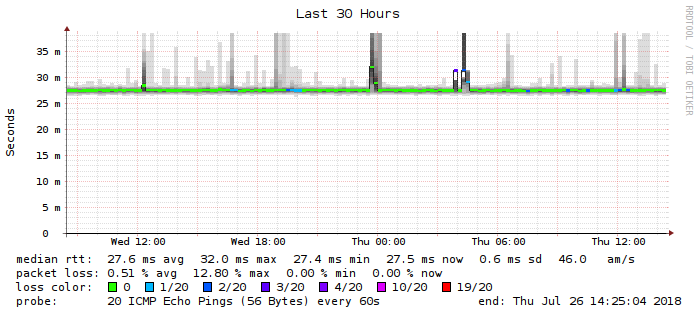 Last 30 Hours
RRDTOOL / TOBI OETIKER
Seconds
35 m
30 m
25 m
20 m
15 m
10 m
5 m
0
Wed 12:00 Wed 18:00 Thu 00:00 Thu 06:00 Thu 12:00
median rtt: 27.6 ms avg 32.0 ms max 27.4 ms min 27.5 ms now 0.6 ms sd 46.0 am/s
packet loss: 0.51 % avg 12.80 % max 0.00 % min 0.00 % now
loss color: 0 1/20 2/20 3/20 4/20 10/20 19/20
probe: 20 ICMP Echo Pings (56 Bytes) every 60s end: Thu Jul 26 14:25:04 2018